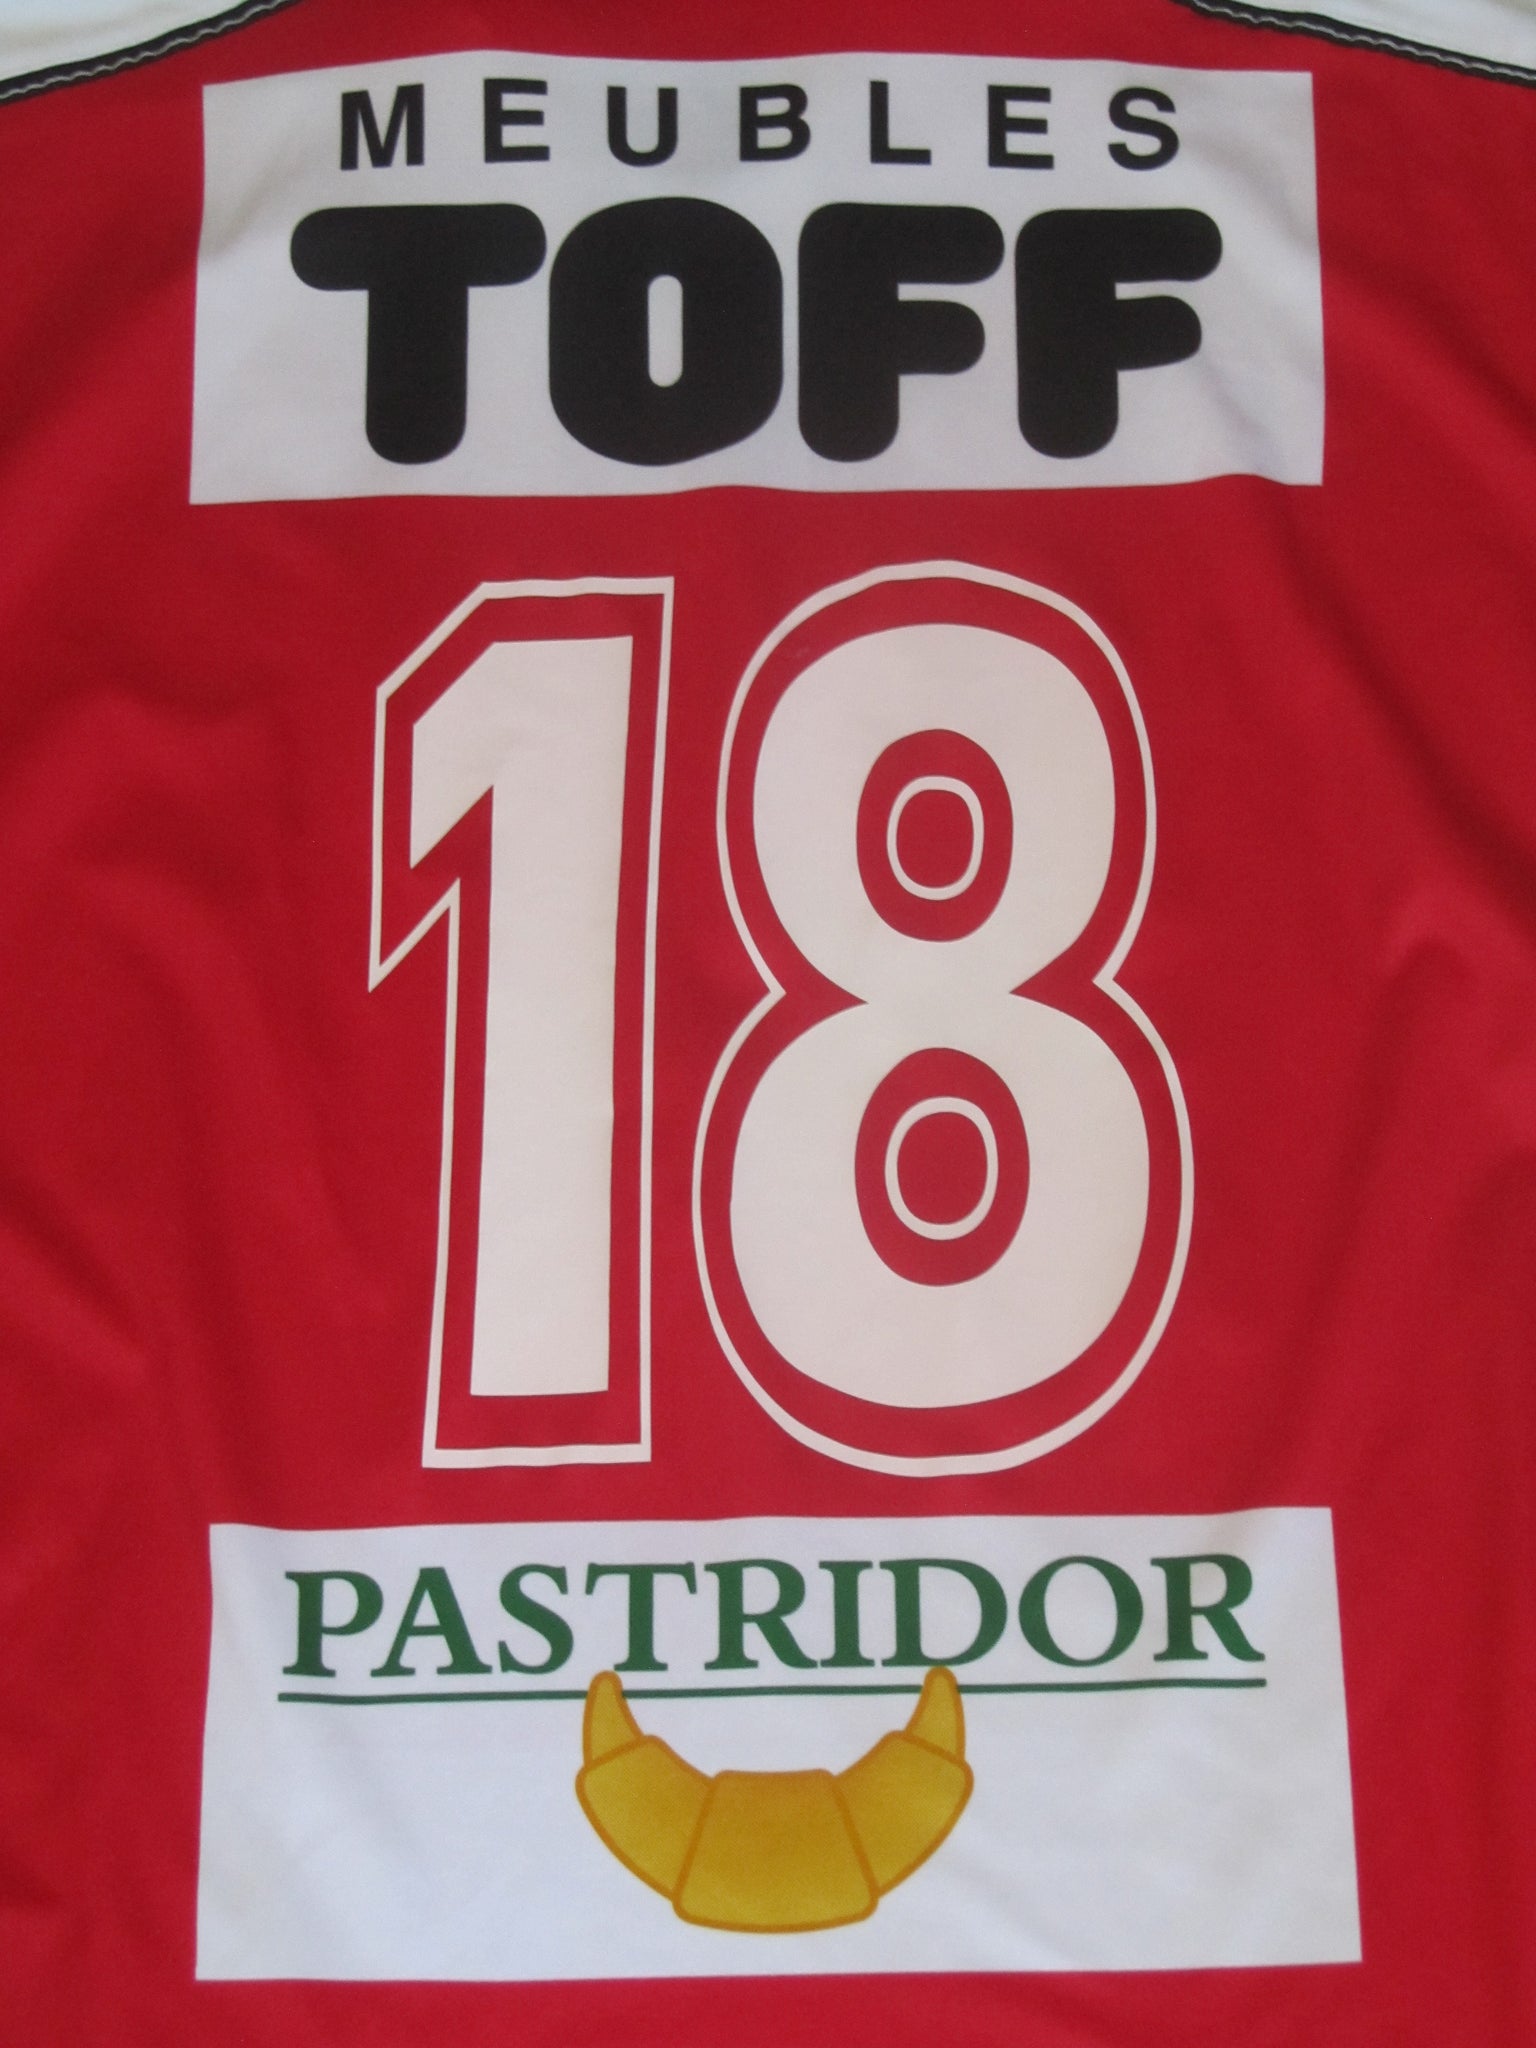 MEUBLES
TOFF
18
PASTRIDOR